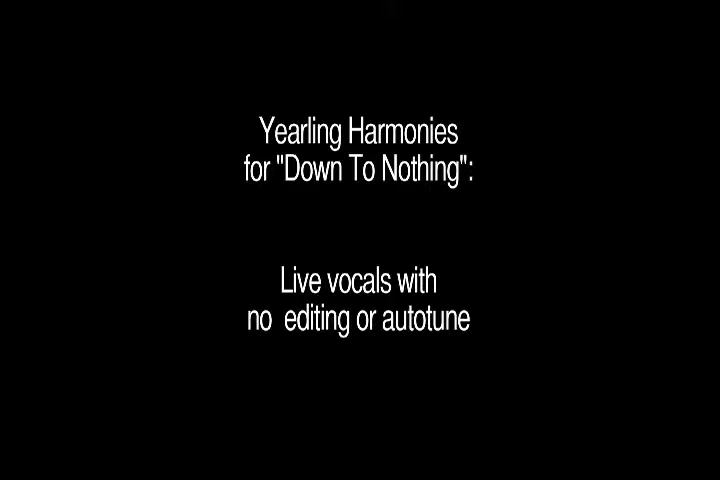 Yearling Harmonies
for "Down To Nothing":
Live vocals with
no  editing or autotune